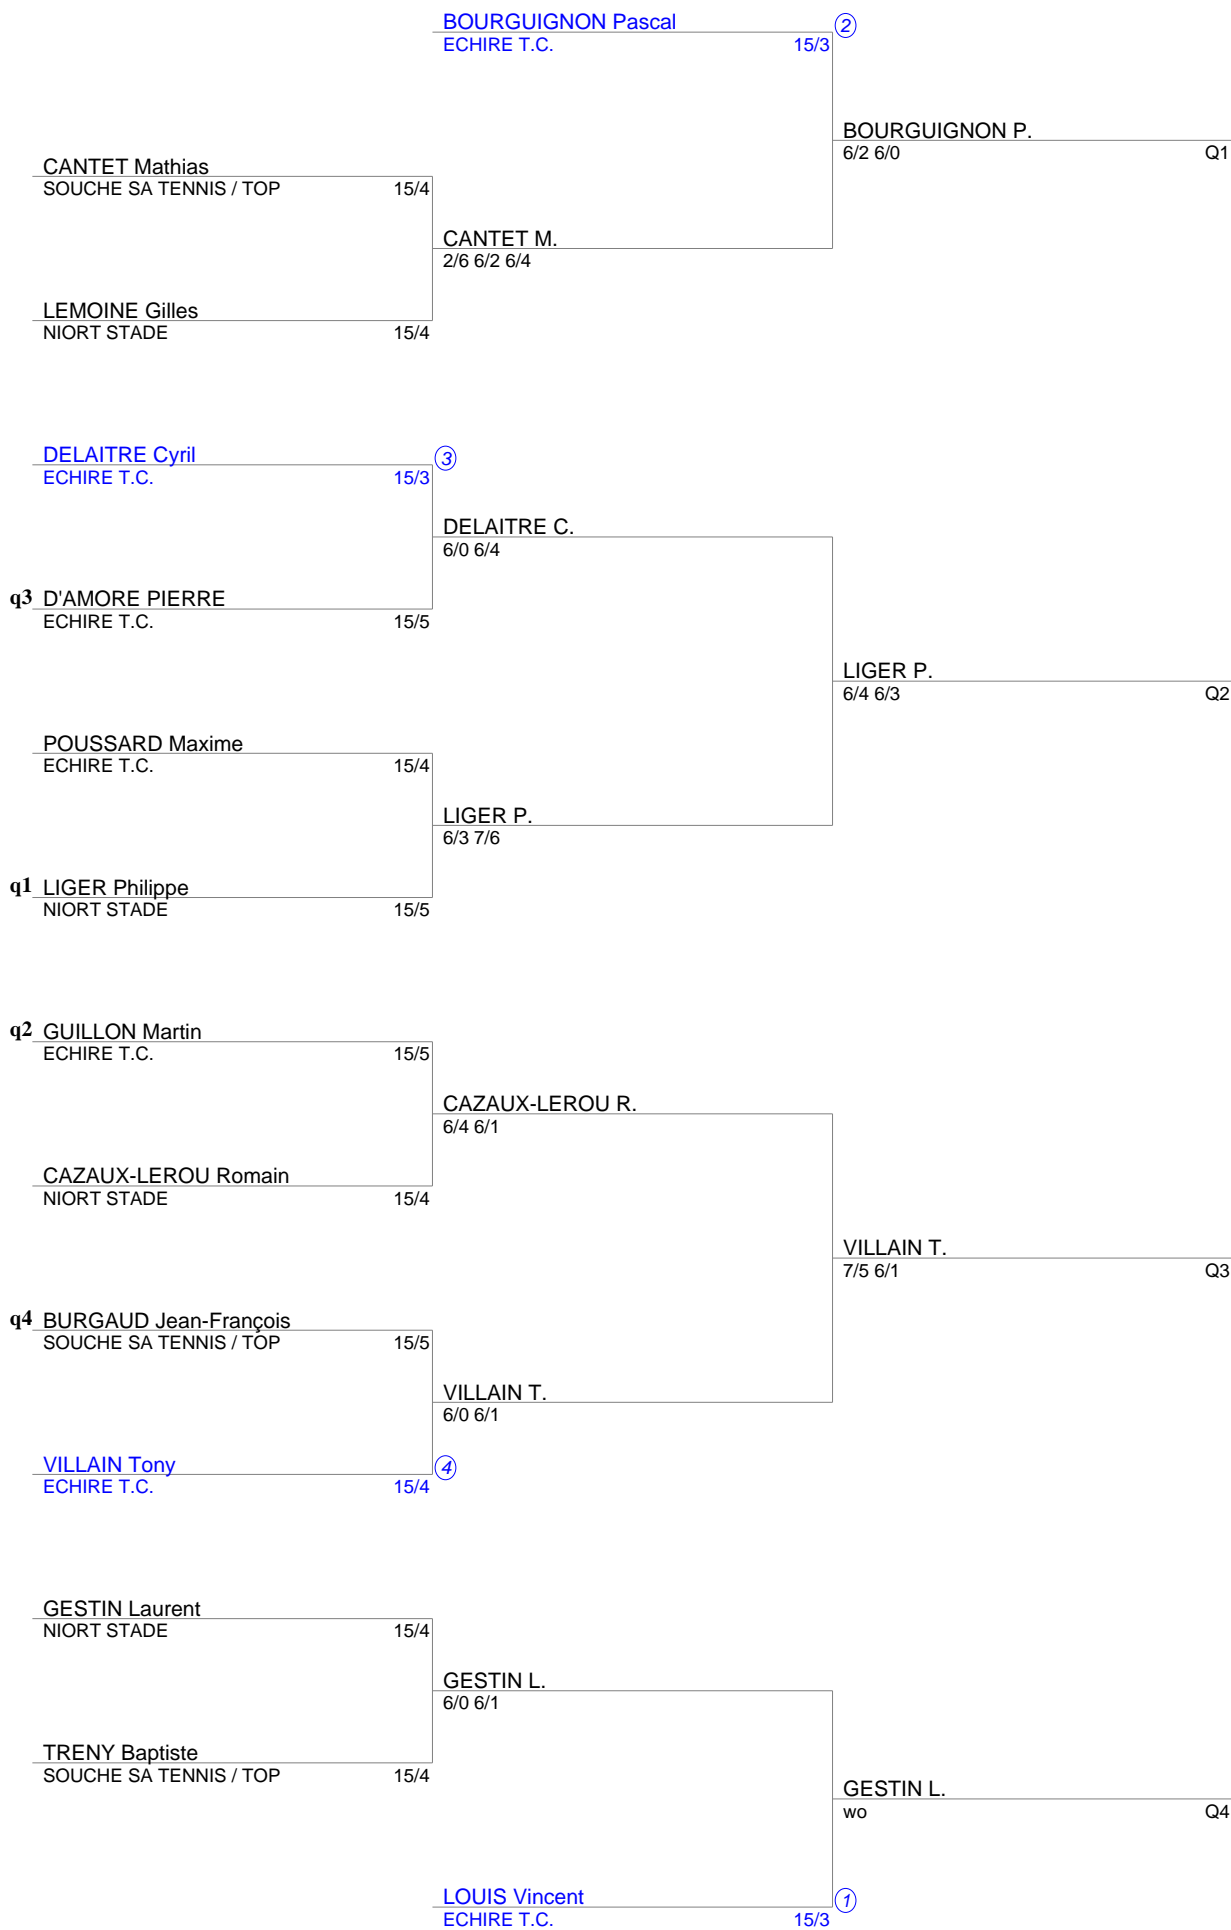 BOURGUIGNON Pascal 2
ECHIRE T.C. 15/3
BOURGUIGNON P.
6/2 6/0 Q1
CANTET Mathias
SOUCHE SA TENNIS / TOP 15/4
CANTET M.
2/6 6/2 6/4
LEMOINE Gilles
NIORT STADE 15/4
DELAITRE Cyril 3
ECHIRE T.C. 15/3
DELAITRE C.
6/0 6/4
q3 D'AMORE PIERRE
ECHIRE T.C. 15/5
LIGER P.
6/4 6/3 Q2
POUSSARD Maxime
ECHIRE T.C. 15/4
LIGER P.
6/3 7/6
q1 LIGER Philippe
NIORT STADE 15/5
q2 GUILLON Martin
ECHIRE T.C. 15/5
CAZAUX-LEROU R.
6/4 6/1
CAZAUX-LEROU Romain
NIORT STADE 15/4
VILLAIN T.
7/5 6/1 Q3
q4 BURGAUD Jean-François
SOUCHE SA TENNIS / TOP 15/5
VILLAIN T.
6/0 6/1
VILLAIN Tony 4
ECHIRE T.C. 15/4
GESTIN Laurent
NIORT STADE 15/4
GESTIN L.
6/0 6/1
TRENY Baptiste
SOUCHE SA TENNIS / TOP 15/4
GESTIN L.
wo Q4
LOUIS Vincent 1
ECHIRE T.C. 15/3